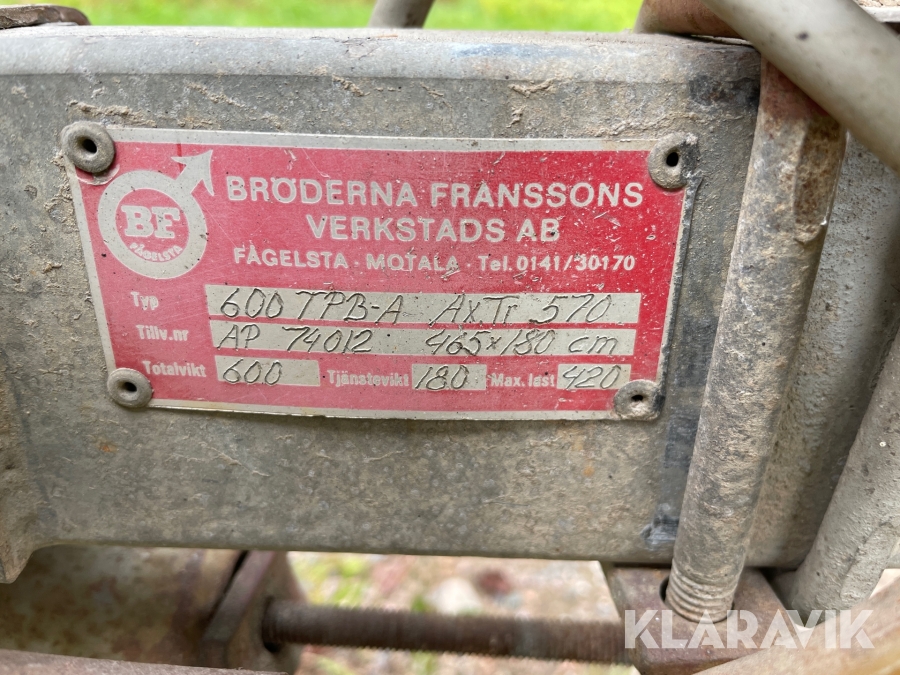 BF
FÅGELSTA
BRÖDERNA FRANSSONS
VERKSTADS AB
FÅGELSTA - MOTALA - Tel. 0141/30170
Typ 600 TPB-A AxTr 570
Tillv.nr AP 74012 465x180 cm
Totalvikt 600 Tjänstevikt 180 Max. last 420
KLARAVIK